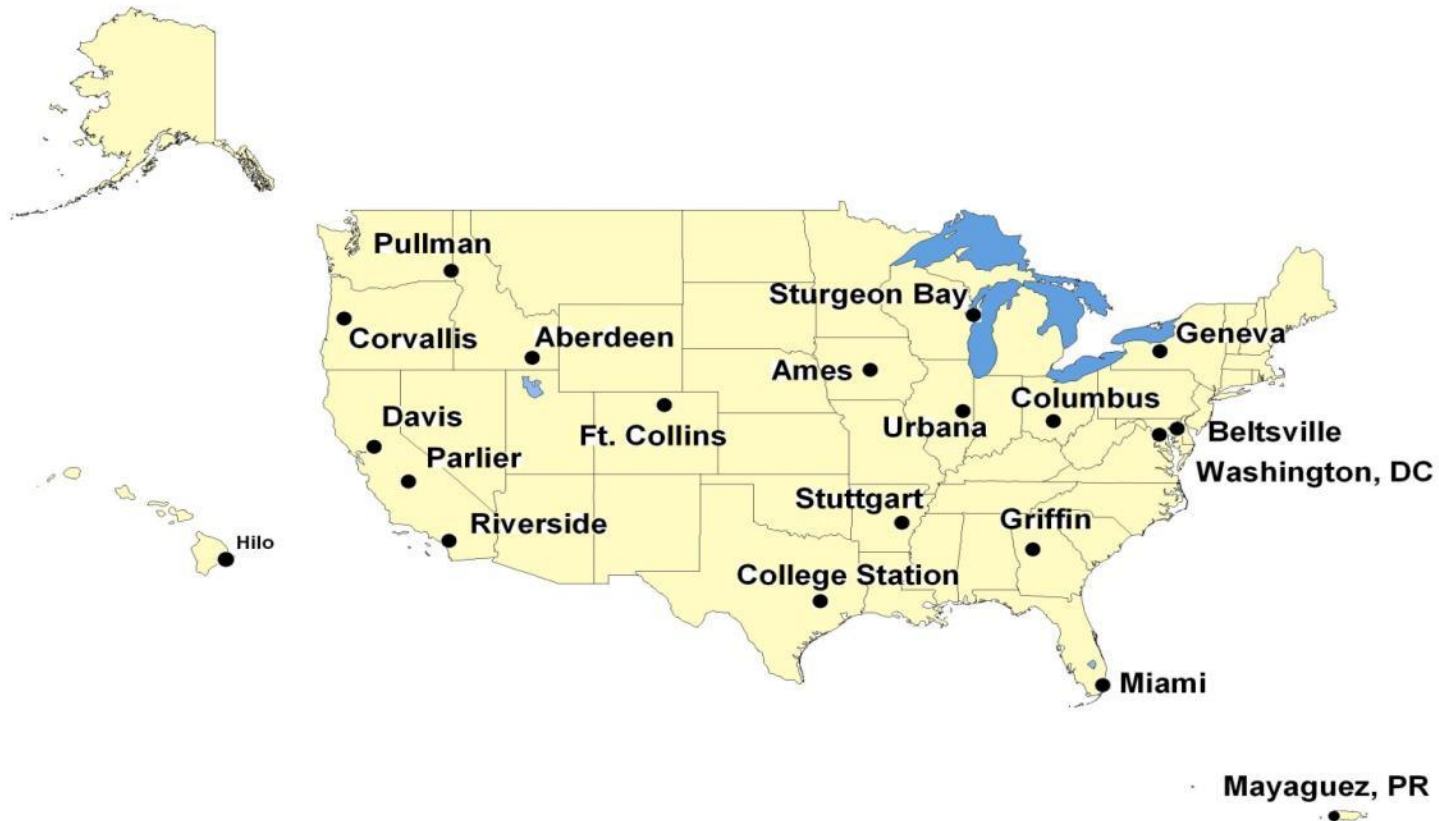 Pullman
Sturgeon Bay
Corvallis
Aberdeen
Geneva
Ames
Columbus
Davis
Ft. Collins
Urbana
Beltsville
Parlier
Washington, DC
Stuttgart
Riverside
Griffin
Hilo
College Station
Miami
Mayaguez, PR